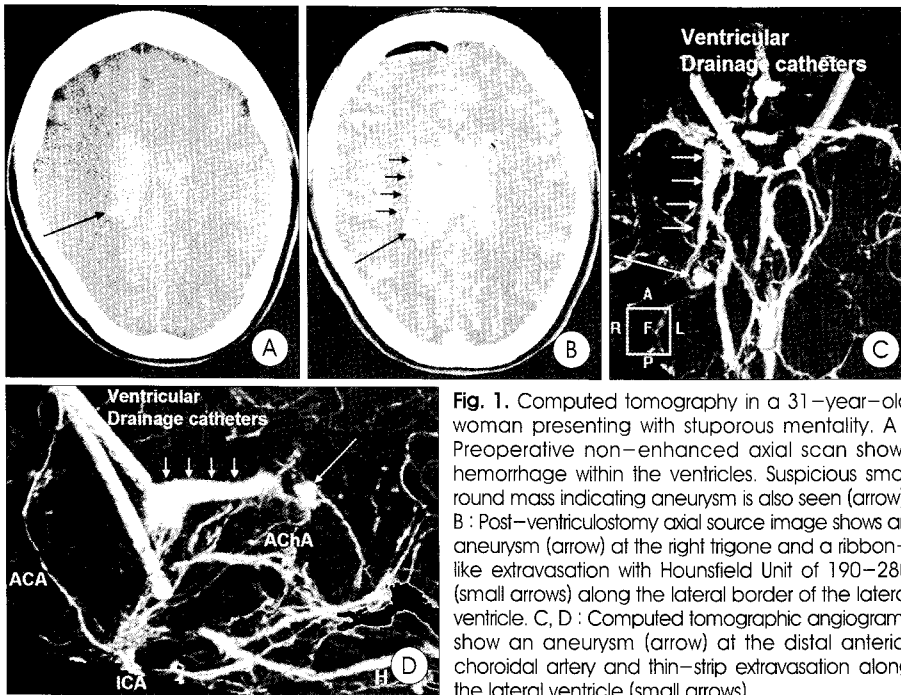 Ventricular
Drainage catheters
A
R F L
P
A
B
C
Ventricular
Drainage catheters
AChA
ACA
ICA
H
D
Fig. 1. Computed tomography in a 31-year-old
woman presenting with stuporous mentality. A :
Preoperative non-enhanced axial scan show
hemorrhage within the ventricles. Suspicious smal
round mass indicating aneurysm is also seen (arrow)
B : Post-ventriculostomy axial source image shows a
aneurysm (arrow) at the right trigone and a ribbon-
like extravasation with Hounsfield Unit of 190-28
(small arrows) along the lateral border of the latera
ventricle. C, D : Computed tomographic angiogram
show an aneurysm (arrow) at the distal anterio
choroidal artery and thin-strip extravasation along
the lateral ventricle (small arrows).